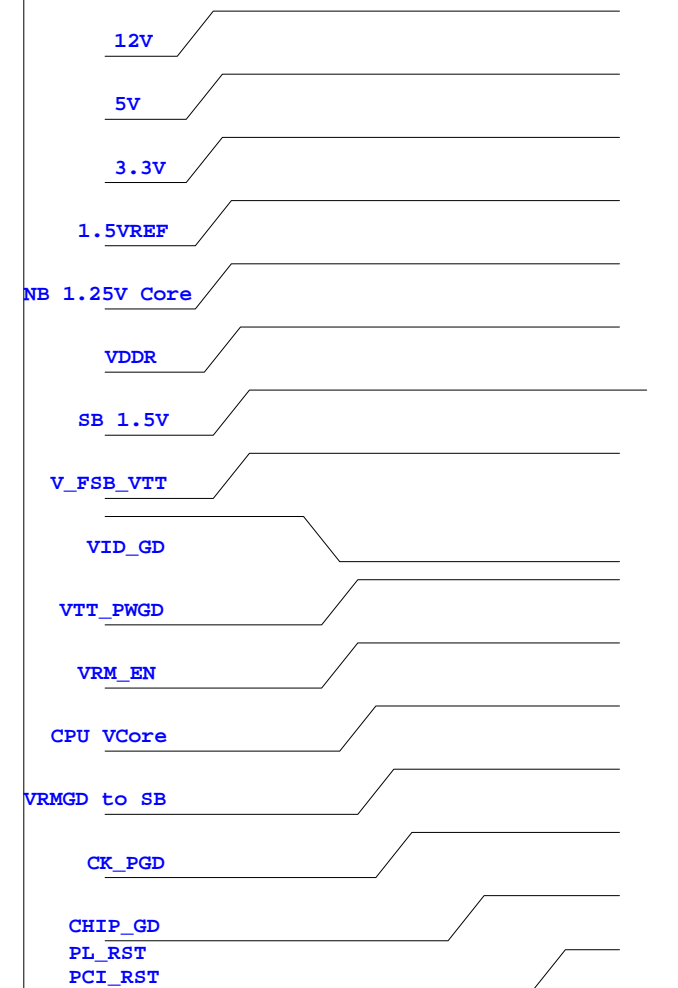 12V
5V
3.3V
1.5VREF
NB 1.25V Core
VDDR
SB 1.5V
V_FSB_VTT
VID_GD
VTT_PWGD
VRM_EN
CPU VCore
VRMGD to SB
CK_PGD
CHIP_GD
PL_RST
PCI_RST